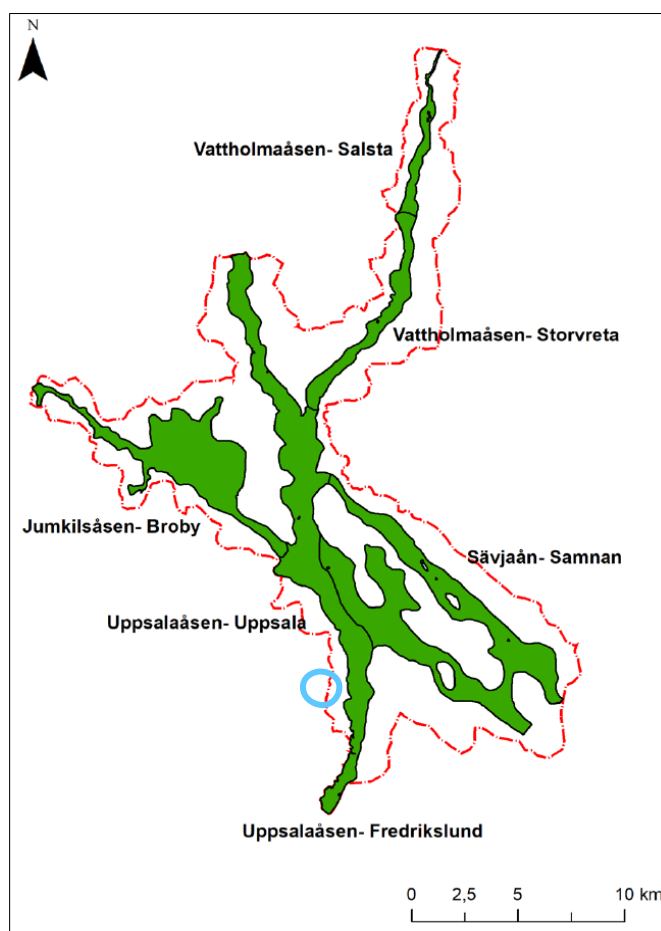 N
Vattholmaåsen- Salsta
Vattholmaåsen- Storvreta
Jumkilsåsen- Broby
Sävjaån- Samnan
Uppsalaåsen- Uppsala
Uppsalaåsen- Fredrikslund
0 2,5 5 10 km